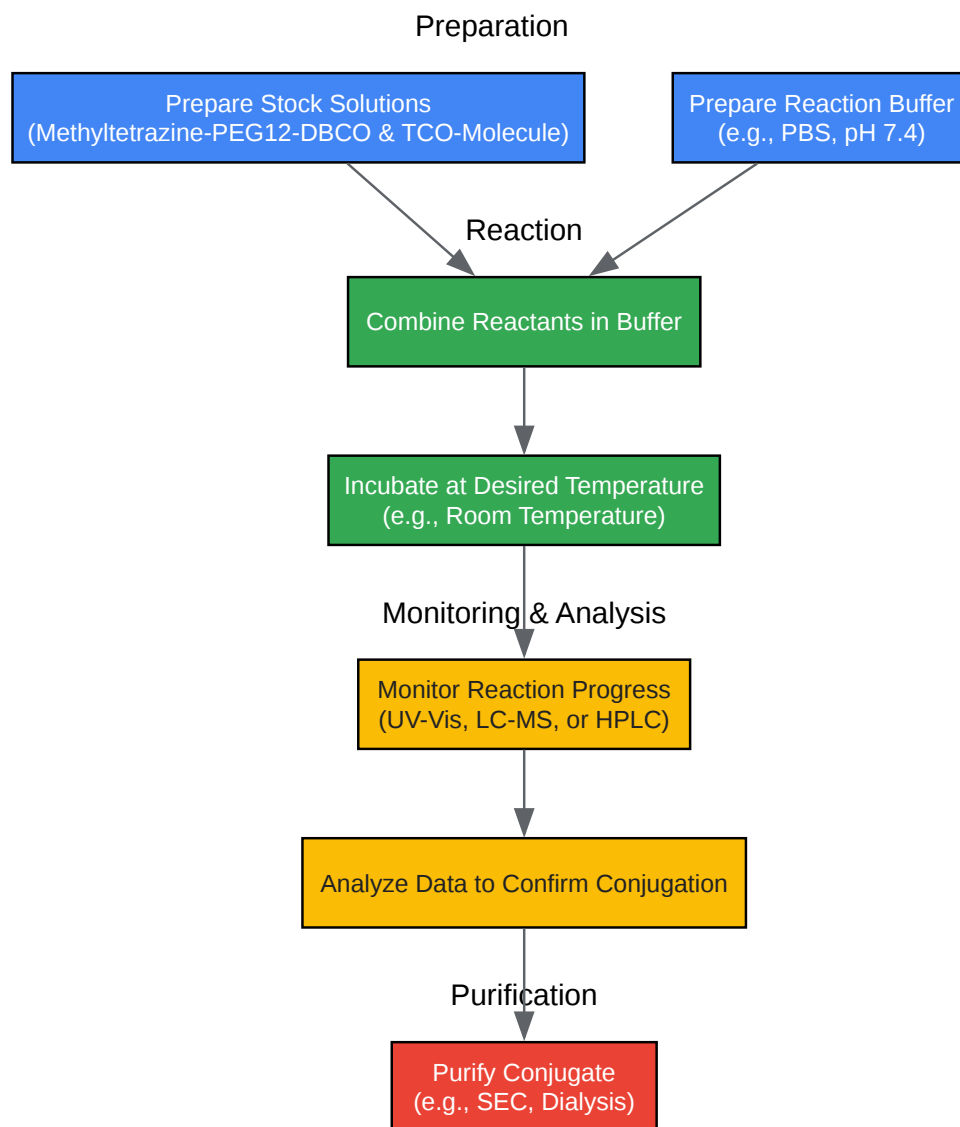 Preparation
Prepare Stock Solutions
(Methyltetrazine-PEG12-DBCO & TCO-Molecule)
Prepare Reaction Buffer
(e.g., PBS, pH 7.4)
Reaction
Combine Reactants in Buffer
Incubate at Desired Temperature
(e.g., Room Temperature)
Monitoring & Analysis
Monitor Reaction Progress
(UV-Vis, LC-MS, or HPLC)
Analyze Data to Confirm Conjugation
Purification
Purify Conjugate
(e.g., SEC, Dialysis)